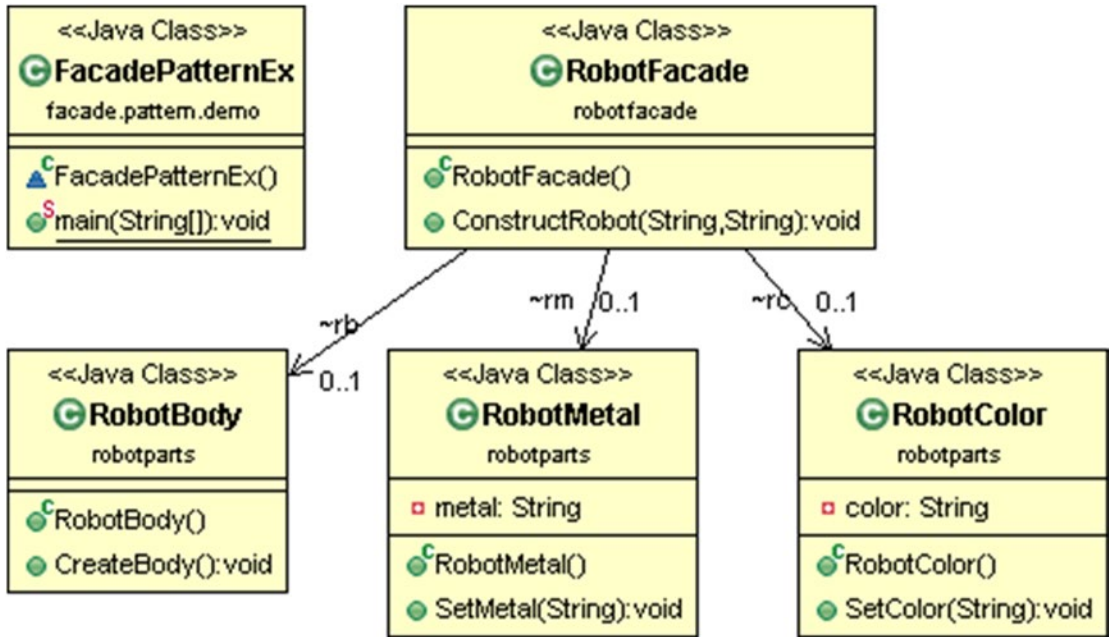 <<Java Class>>
FacadePatternEx
facade.pattern.demo
FacadePatternEx()
main(String[]):void
<<Java Class>>
RobotFacade
robotfacade
RobotFacade()
ConstructRobot(String,String):void
~rb
0..1
~rm
0..1
~rc
0..1
<<Java Class>>
RobotBody
robotparts
RobotBody()
CreateBody():void
<<Java Class>>
RobotMetal
robotparts
metal: String
RobotMetal()
SetMetal(String):void
<<Java Class>>
RobotColor
robotparts
color: String
RobotColor()
SetColor(String):void